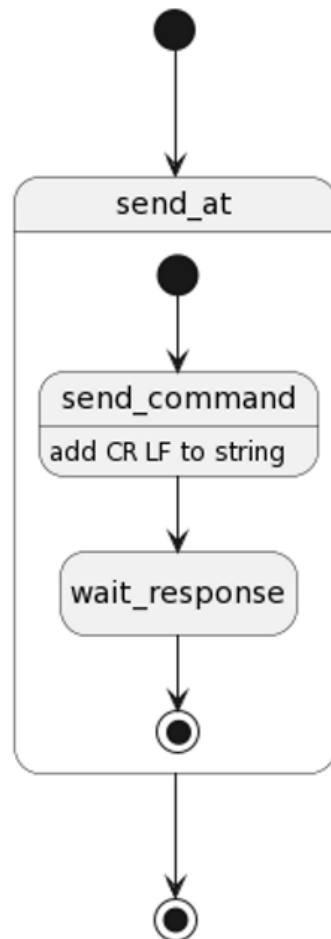 send_at
send_command
add CR LF to string
wait_response